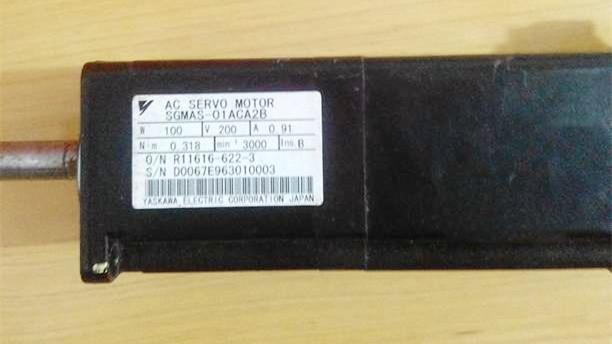 AC SERVO MOTOR
SGMAS-01ACA2B
W 100 V 200 A 0.91
N·m 0.318 min⁻¹ 3000 Ins. B
O/N R11616-622-3
S/N D0067E963010003
YASKAWA ELECTRIC CORPORATION JAPAN